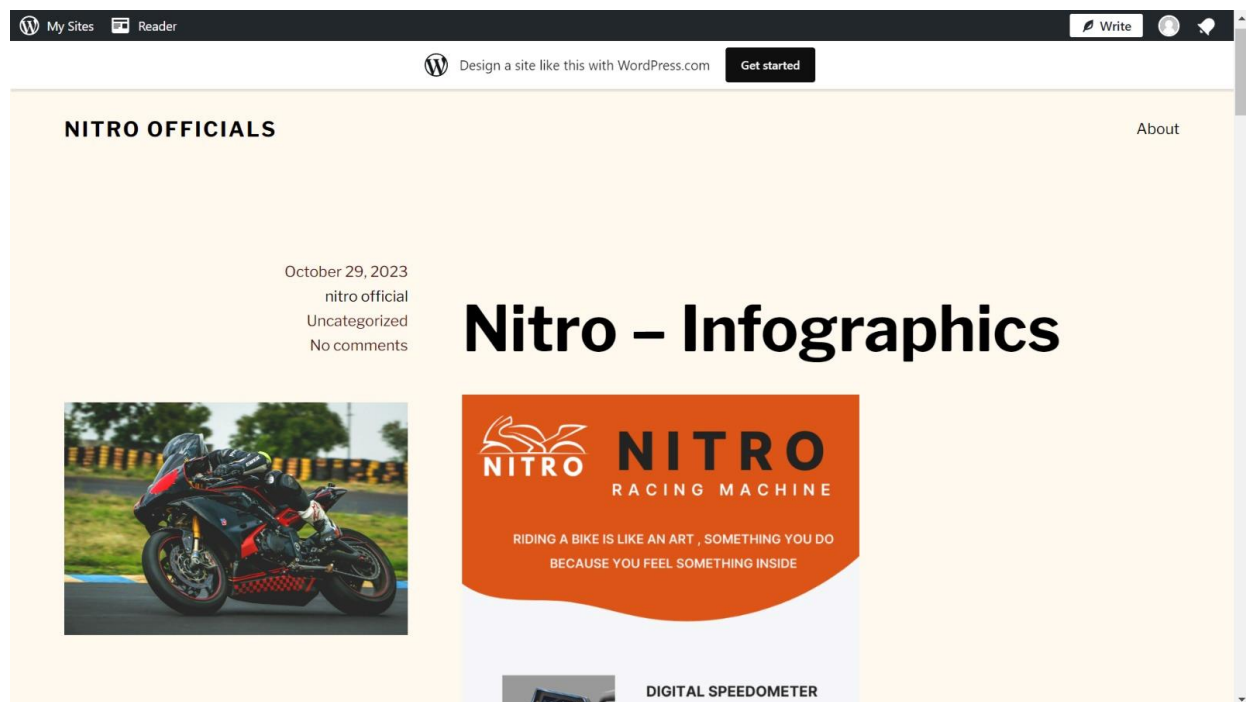 My Sites
Reader
Write
Design a site like this with WordPress.com
Get started
NITRO OFFICIALS
About
October 29, 2023
nitro official
Uncategorized
No comments
Nitro – Infographics
NITRO
NITRO
RACING MACHINE
RIDING A BIKE IS LIKE AN ART , SOMETHING YOU DO
BECAUSE YOU FEEL SOMETHING INSIDE
DIGITAL SPEEDOMETER